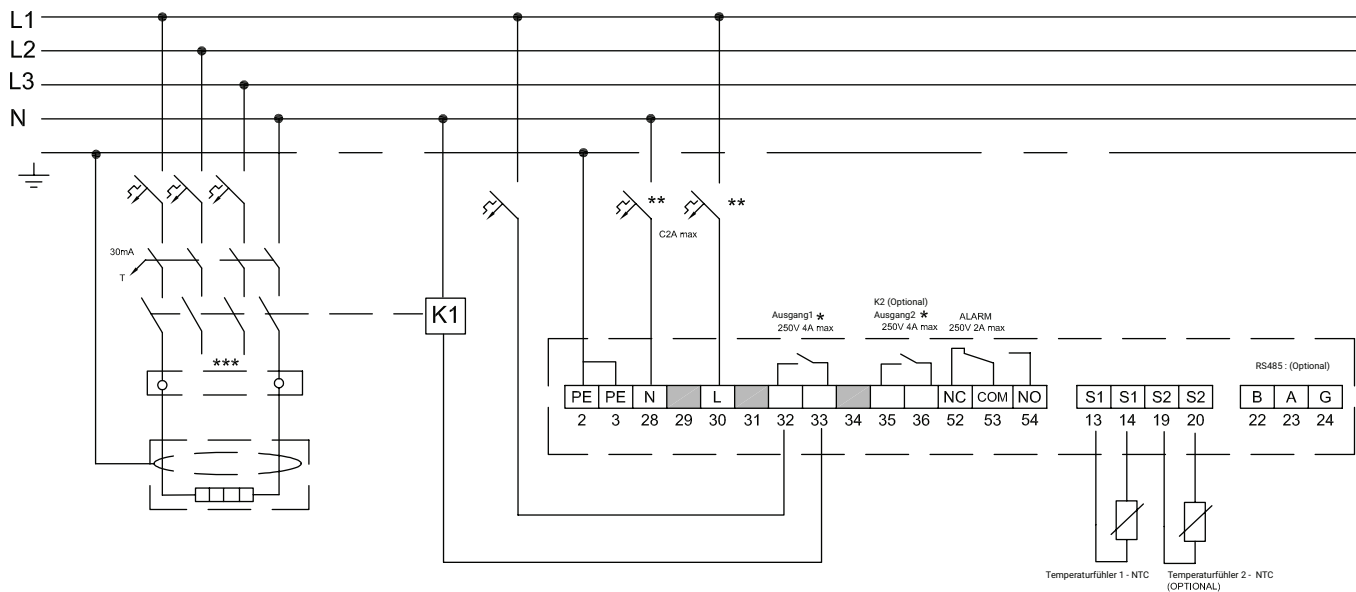 L1
L2
L3
N
30mA
T
***
K1
**
**
C2A max
Ausgang1 *
250V 4A max
K2 (Optional)
Ausgang2 *
250V 4A max
ALARM
250V 2A max
RS485 : (Optional)
PE PE N L NC COM NO S1 S1 S2 S2 B A G
2 3 28 29 30 31 32 33 34 35 36 52 53 54 13 14 19 20 22 23 24
Temperaturfühler 1 - NTC
Temperaturfühler 2 - NTC
(OPTIONAL)